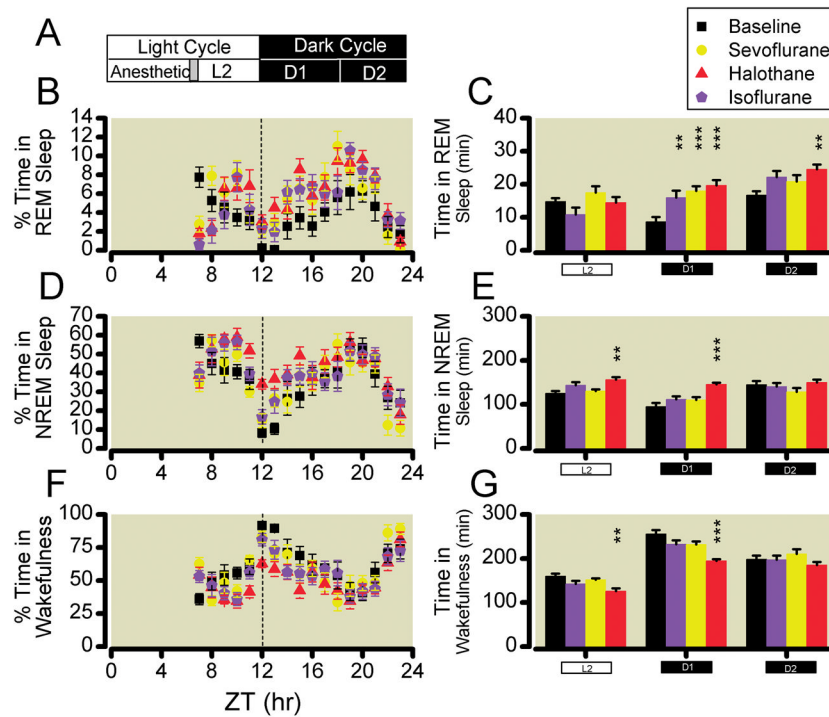 A
Light Cycle
Dark Cycle
Anesthetic
L2
D1
D2
Baseline
Sevoflurane
Halothane
Isoflurane
B
% Time in
REM Sleep
14
12
10
8
6
4
2
0
0 4 8 12 16 20 24
C
Time in REM
Sleep (min)
40
30
20
10
0
** *** ***
**
L2
D1
D2
D
% Time in
NREM Sleep
70
60
50
40
30
20
10
0
0 4 8 12 16 20 24
E
Time in NREM
Sleep (min)
300
200
100
0
**
***
L2
D1
D2
F
% Time in
Wakefulness
100
75
50
25
0
0 4 8 12 16 20 24
ZT (hr)
G
Time in
Wakefulness (min)
300
200
100
0
**
***
L2
D1
D2